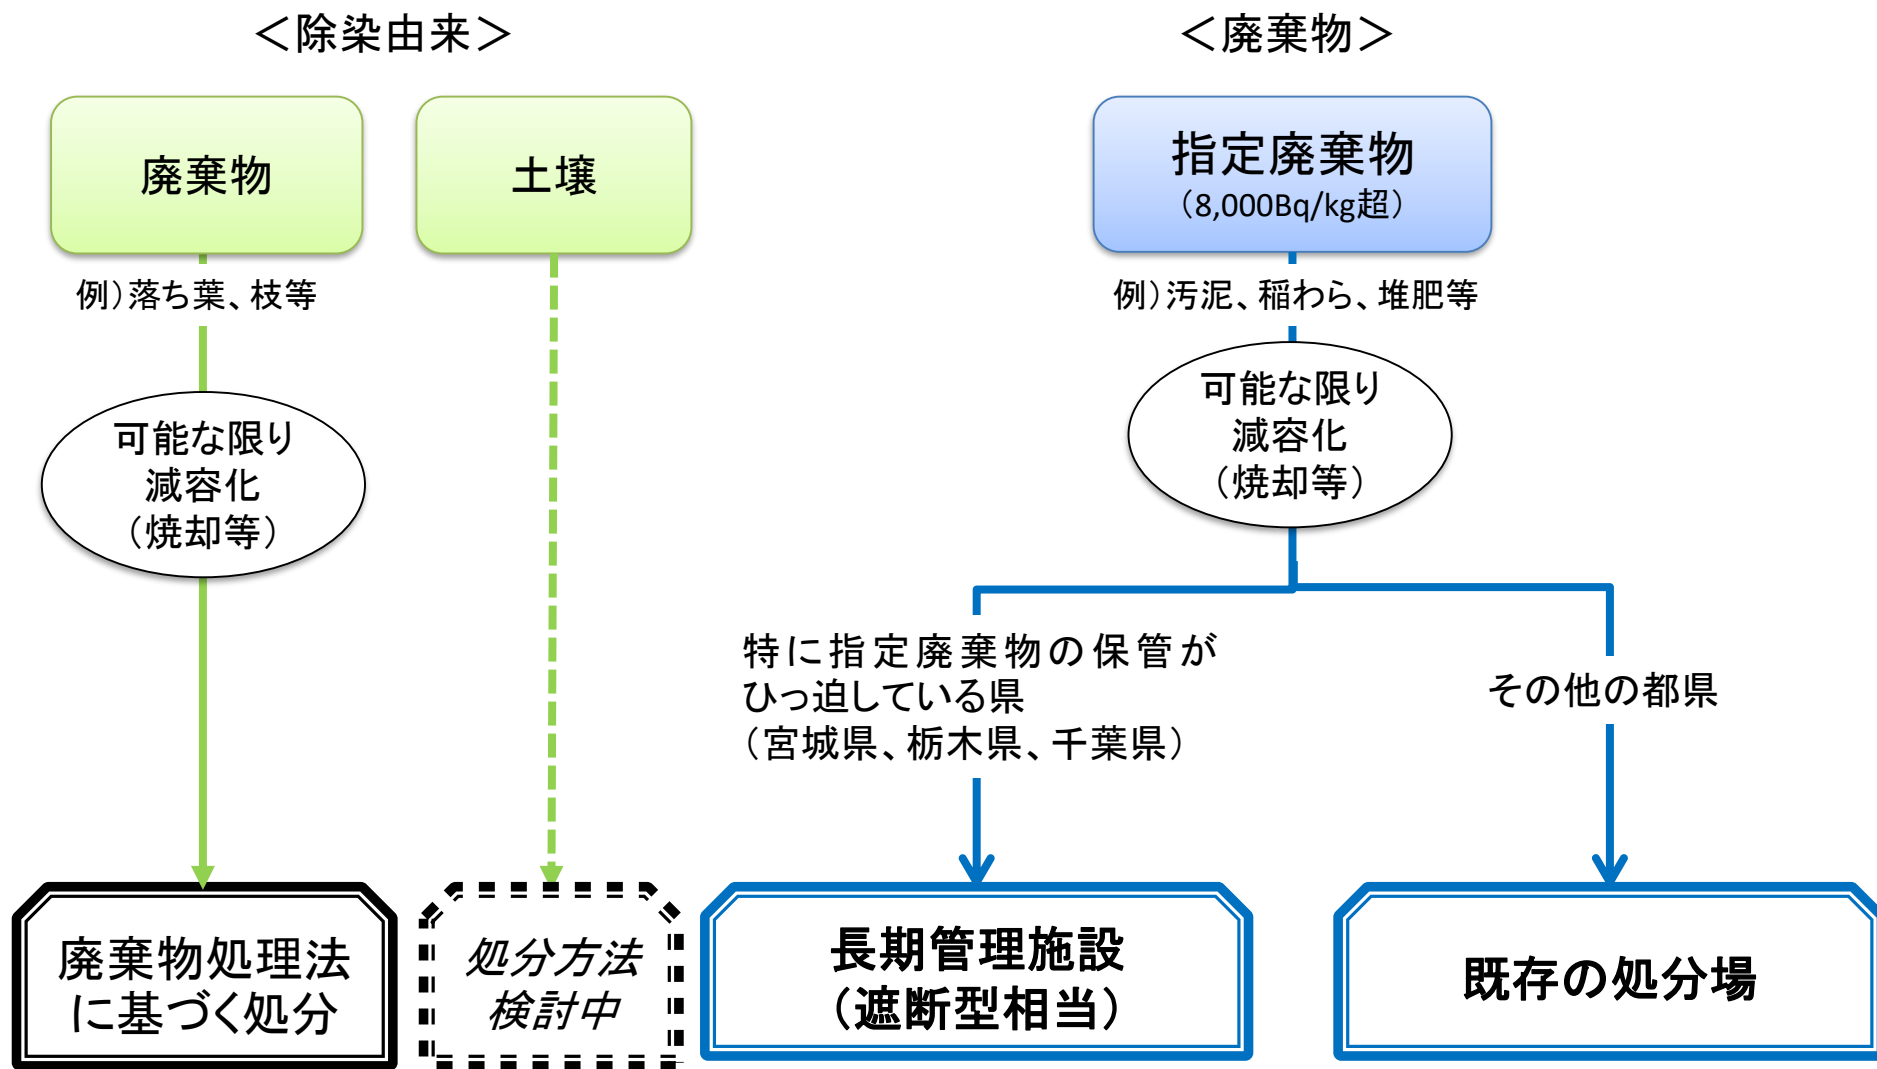 ＜除染由来＞
廃棄物
土壌
例）落ち葉、枝等
可能な限り
減容化
（焼却等）
廃棄物処理法
に基づく処分
処分方法
検討中
＜廃棄物＞
指定廃棄物
（8,000Bq/kg超）
例）汚泥、稲わら、堆肥等
可能な限り
減容化
（焼却等）
特に指定廃棄物の保管が
ひっ迫している県
（宮城県、栃木県、千葉県）
その他の都県
長期管理施設
（遮断型相当）
既存の処分場